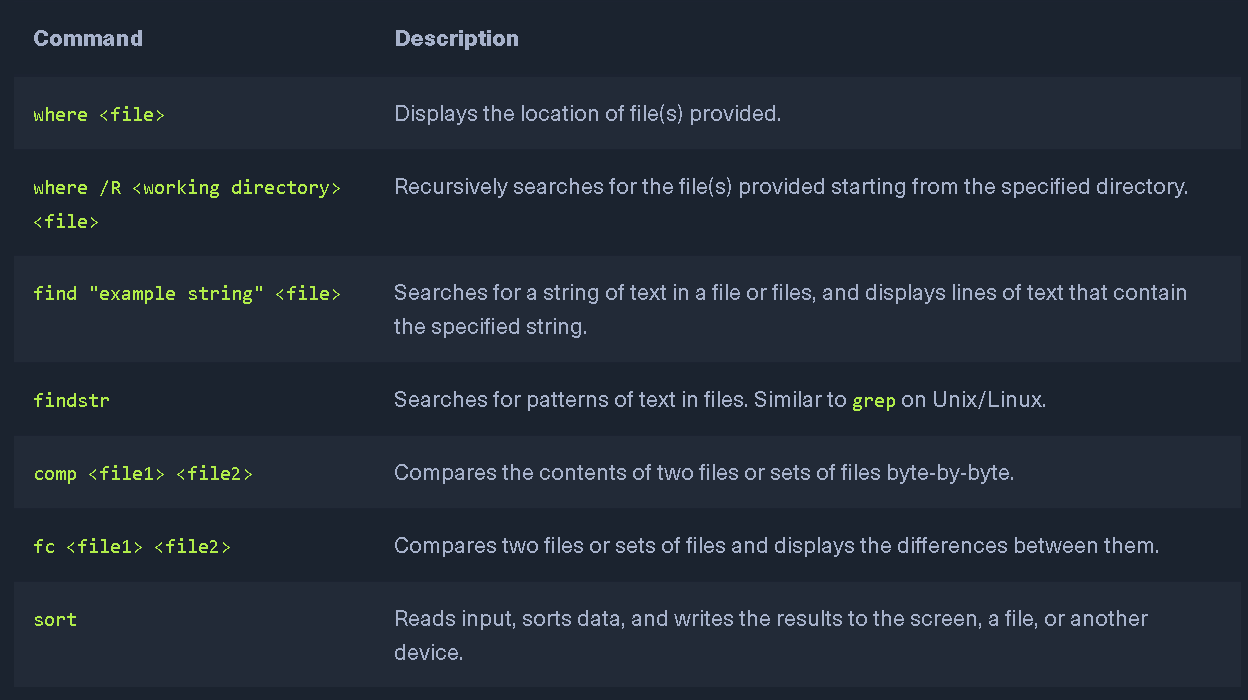 Command Description
where <file> Displays the location of file(s) provided.
where /R <working directory> Recursively searches for the file(s) provided starting from the specified directory.
<file>
find "example string" <file> Searches for a string of text in a file or files, and displays lines of text that contain
the specified string.
findstr Searches for patterns of text in files. Similar to grep on Unix/Linux.
comp <file1> <file2> Compares the contents of two files or sets of files byte-by-byte.
fc <file1> <file2> Compares two files or sets of files and displays the differences between them.
sort Reads input, sorts data, and writes the results to the screen, a file, or another
device.